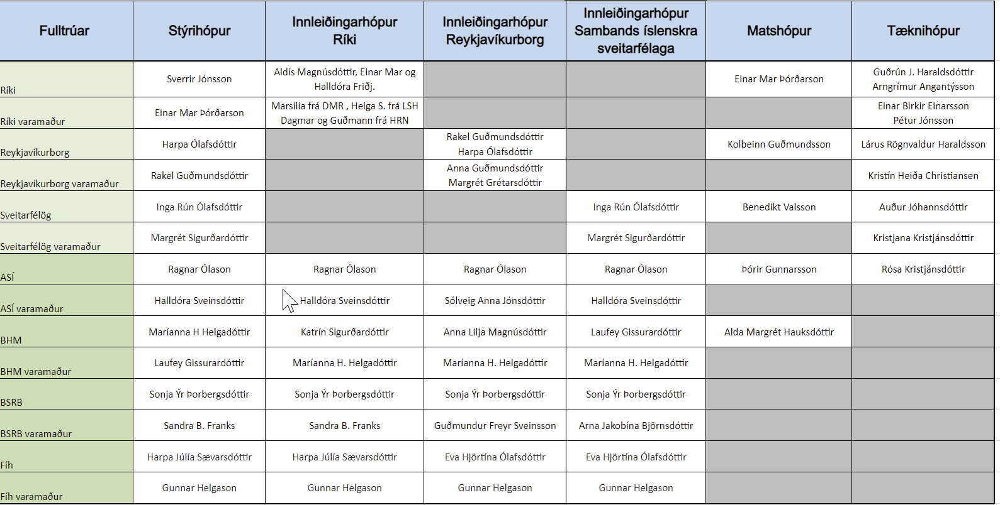 Fulltrúar
Stýrihópur
Innleiðingarhópur
Ríki
Innleiðingarhópur
Reykjavíkurborg
Innleiðingarhópur
Sambands íslenskra
sveitarfélaga
Matshópur
Tæknihópur
Ríki
Sverrir Jónsson
Aldís Magnúsdóttir, Einar Mar og
Halldóra Friðj.
Einar Mar Þórðarson
Guðrún J. Haraldsdóttir
Arngrímur Angantýsson
Ríki varamaður
Einar Mar Þórðarson
Marsilía frá DMR , Helga S. frá LSH
Dagmar og Guðmann frá HRN
Einar Birkir Einarsson
Pétur Jónsson
Reykjavíkurborg
Harpa Ólafsdóttir
Rakel Guðmundsdóttir
Harpa Ólafsdóttir
Kolbeinn Guðmundsson
Lárus Rögnvaldur Haraldsson
Reykjavíkurborg varamaður
Rakel Guðmundsdóttir
Anna Guðmundsdóttir
Margrét Grétarsdóttir
Kristín Heiða Christiansen
Sveitarfélög
Inga Rún Ólafsdóttir
Inga Rún Ólafsdóttir
Benedikt Valsson
Auður Jóhannsdóttir
Sveitarfélög varamaður
Margrét Sigurðardóttir
Margrét Sigurðardóttir
Kristjana Kristjánsdóttir
ASÍ
Ragnar Ólason
Ragnar Ólason
Ragnar Ólason
Ragnar Ólason
Þórir Gunnarsson
Rósa Kristjánsdóttir
ASÍ varamaður
Halldóra Sveinsdóttir
Halldóra Sveinsdóttir
Sólveig Anna Jónsdóttir
Halldóra Sveinsdóttir
BHM
Maríanna H Helgadóttir
Katrín Sigurðardóttir
Anna Lilja Magnúsdóttir
Laufey Gissurardóttir
Alda Margrét Hauksdóttir
BHM varamaður
Laufey Gissurardóttir
Maríanna H. Helgadóttir
Maríanna H. Helgadóttir
Maríanna H. Helgadóttir
BSRB
Sonja Ýr Þorbergsdóttir
Sonja Ýr Þorbergsdóttir
Sonja Ýr Þorbergsdóttir
Sonja Ýr Þorbergsdóttir
BSRB varamaður
Sandra B. Franks
Sandra B. Franks
Guðmundur Freyr Sveinsson
Arna Jakobína Björnsdóttir
Fíh
Harpa Júlía Sævarsdóttir
Harpa Júlía Sævarsdóttir
Eva Hjörtína Ólafsdóttir
Eva Hjörtína Ólafsdóttir
Fíh varamaður
Gunnar Helgason
Gunnar Helgason
Gunnar Helgason
Gunnar Helgason